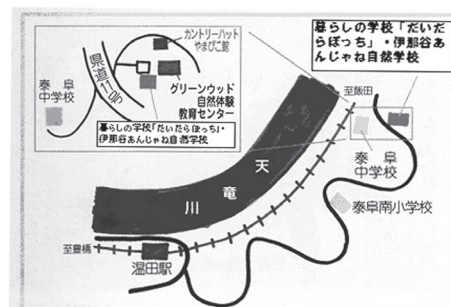 カントリーハット
やまびこ館
県道110号
泰阜
中学校
グリーンウッド
自然体験
教育センター
暮らしの学校「だいだらぼっち」・
伊那谷あんじゃね自然学校
暮らしの学校「だいだ
らぼっち」・伊那谷あ
んじゃね自然学校
至飯田
泰阜
中学校
泰阜南小学校
天
竜
川
至豊橋
温田駅